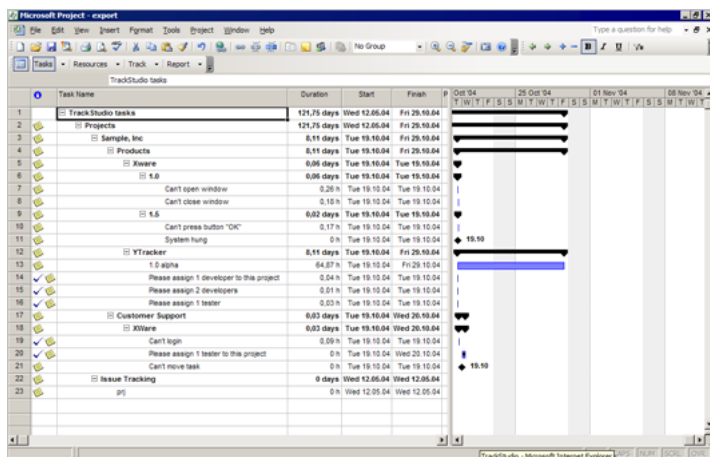 Microsoft Project - export
File Edit View Insert Format Tools Project Window Help
Type a question for help
No Group
Tasks Resources Track Report
TrackStudio tasks
Task Name Duration Start Finish P Oct '04 25 Oct '04 01 Nov '04 08 Nov '04
T W T F S S M T W T F S S M T W T F S S M T W T
1 TrackStudio tasks 121,75 days Wed 12.05.04 Fri 29.10.04
2 Projects 121,75 days Wed 12.05.04 Fri 29.10.04
3 Sample, Inc 8,11 days Tue 19.10.04 Fri 29.10.04
4 Products 8,11 days Tue 19.10.04 Fri 29.10.04
5 Xware 0,06 days Tue 19.10.04 Tue 19.10.04
6 1.0 0,06 days Tue 19.10.04 Tue 19.10.04
7 Can't open window 0,26 h Tue 19.10.04 Tue 19.10.04
8 Can't close window 0,18 h Tue 19.10.04 Tue 19.10.04
9 1.5 0,02 days Tue 19.10.04 Tue 19.10.04
10 Can't press button "OK" 0,17 h Tue 19.10.04 Tue 19.10.04
11 System hung 0 h Tue 19.10.04 Tue 19.10.04 19.10
12 YTracker 8,11 days Tue 19.10.04 Fri 29.10.04
13 1.0 alpha 64,87 h Tue 19.10.04 Fri 29.10.04
14 Please assign 1 developer to this project 0,04 h Tue 19.10.04 Tue 19.10.04
15 Please assign 2 developers 0,01 h Tue 19.10.04 Tue 19.10.04
16 Please assign 1 tester 0,03 h Tue 19.10.04 Tue 19.10.04
17 Customer Support 0,03 days Tue 19.10.04 Wed 20.10.04
18 XWare 0,03 days Tue 19.10.04 Wed 20.10.04
19 Can't login 0,09 h Tue 19.10.04 Tue 19.10.04
20 Please assign 1 tester to this project 0 h Tue 19.10.04 Wed 20.10.04
21 Can't move task 0 h Tue 19.10.04 Tue 19.10.04 19.10
22 Issue Tracking 0 days Wed 12.05.04 Wed 12.05.04
23 prj 0 h Wed 12.05.04 Wed 12.05.04
TrackStudio - Microsoft Internet Explorer CAPS NUM SCRL OVR